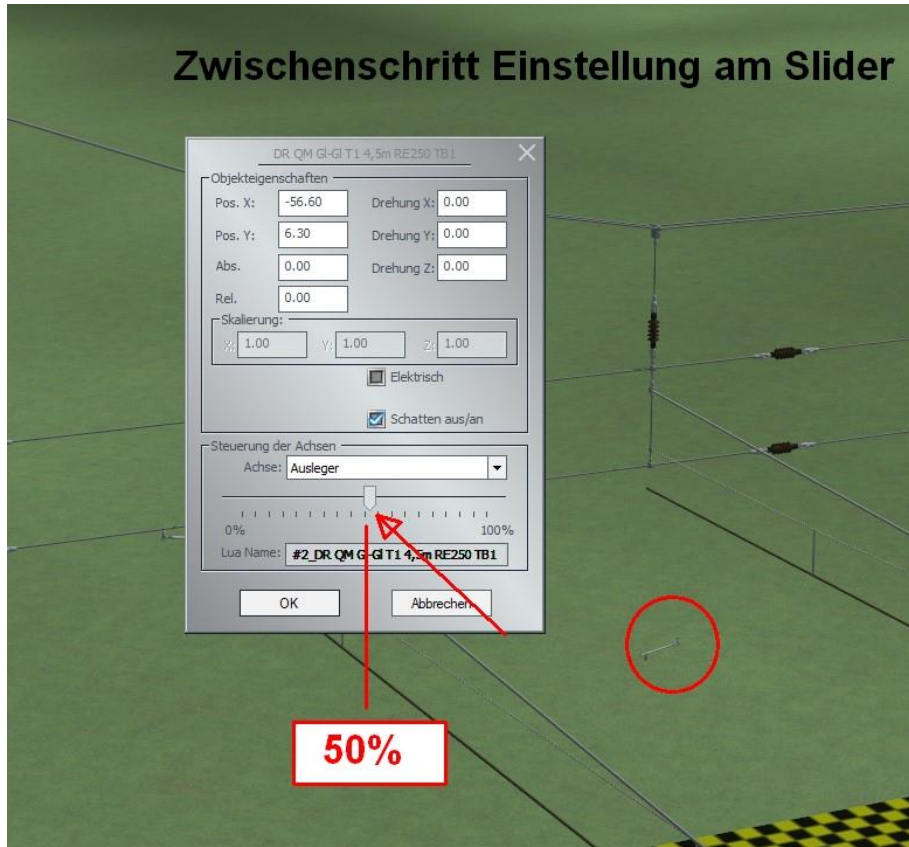 Zwischenschritt Einstellung am Slider
DR QM Gl-Gl T1 4,5m RE250 TB1
Objekteigenschaften
Pos. X: -56.60 Drehung X: 0.00
Pos. Y: 6.30 Drehung Y: 0.00
Abs. 0.00 Drehung Z: 0.00
Rel. 0.00
Skalierung:
X: 1.00 Y: 1.00 Z: 1.00
Elektrisch
Schatten aus/an
Steuerung der Achsen
Achse: Ausleger
0% 100%
Lua Name: #2_DR QM Gl-Gl T1 4,5m RE250 TB1
OK Abbrechen
50%